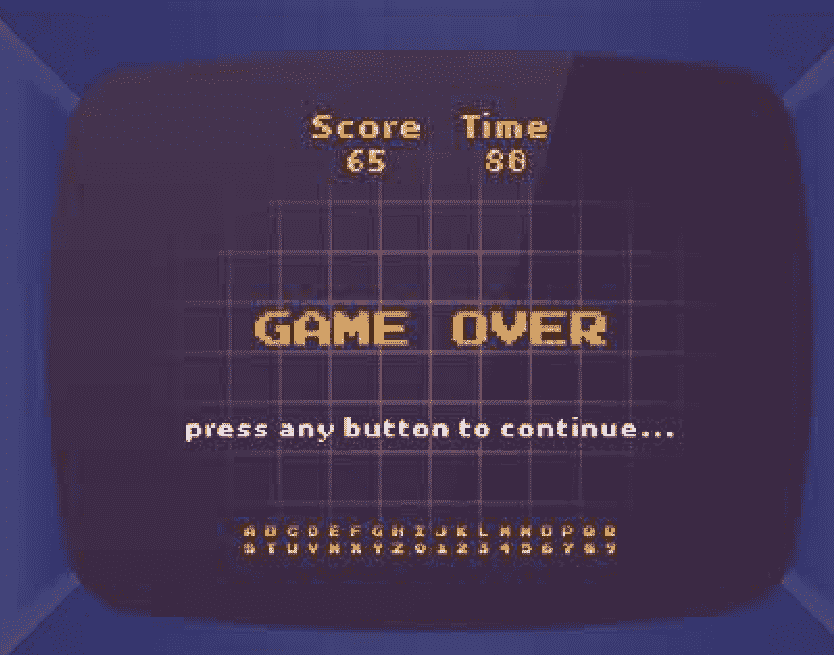 Score Time
65 80
GAME OVER
press any button to continue...
A B C D E F G H I J K L M N O P Q R
S T U V W X Y Z 0 1 2 3 4 5 6 7 8 9